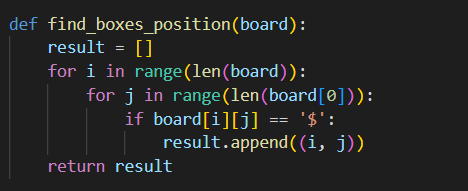 def find_boxes_position(board):
    result = []
    for i in range(len(board)):
        for j in range(len(board[0])):
            if board[i][j] == '$':
                result.append((i, j))
    return result